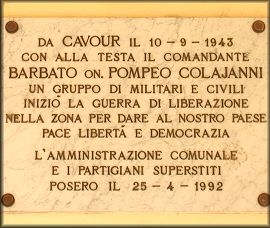 DA CAVOUR IL 10-9-1943
CON ALLA TESTA IL COMANDANTE
BARBATO ON. POMPEO COLAJANNI
UN GRUPPO DI MILITARI E CIVILI
INIZIÒ LA GUERRA DI LIBERAZIONE
NELLA ZONA PER DARE AL NOSTRO PAESE
PACE LIBERTÀ E DEMOCRAZIA
L'AMMINISTRAZIONE COMUNALE
E I PARTIGIANI SUPERSTITI
POSERO IL 25-4-1992